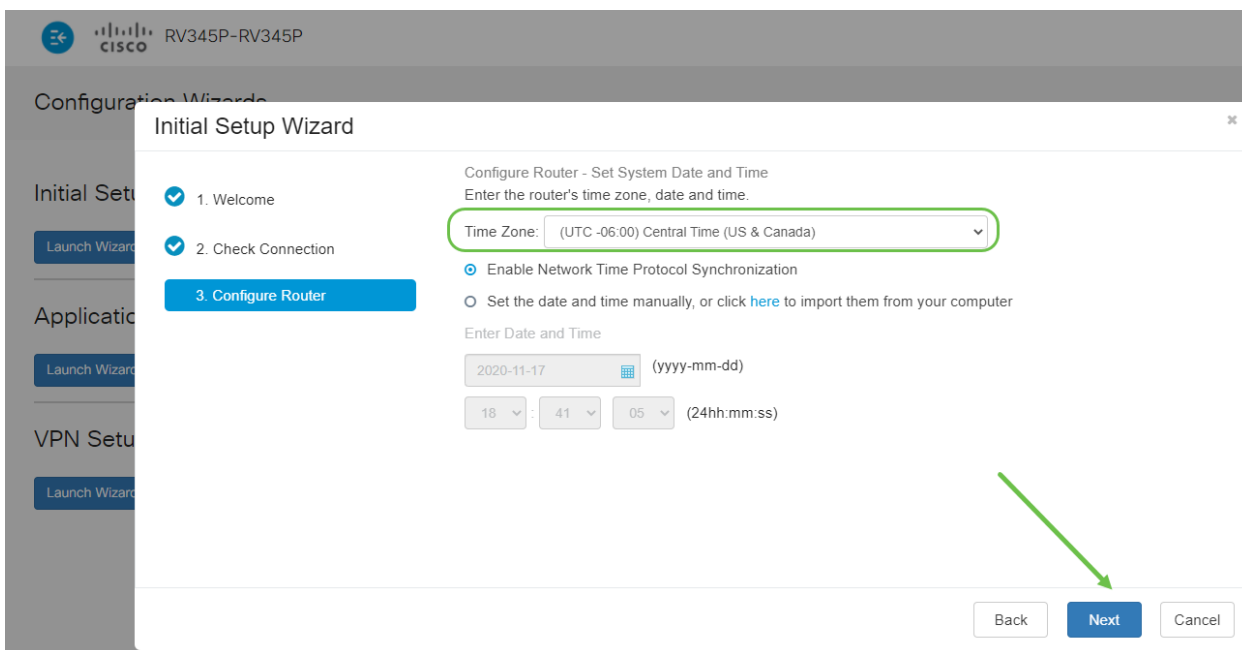 CISCO RV345P-RV345P
Configuration Wizards
Initial Setup Wizard
Initial Setu
Launch Wizard
Applicatio
Launch Wizard
VPN Setu
Launch Wizard
1. Welcome
2. Check Connection
3. Configure Router
Configure Router - Set System Date and Time
Enter the router's time zone, date and time.
Time Zone: (UTC -06:00) Central Time (US & Canada)
Enable Network Time Protocol Synchronization
Set the date and time manually, or click here to import them from your computer
Enter Date and Time
2020-11-17 (yyyy-mm-dd)
18 : 41 05 (24hh:mm:ss)
Back Next Cancel